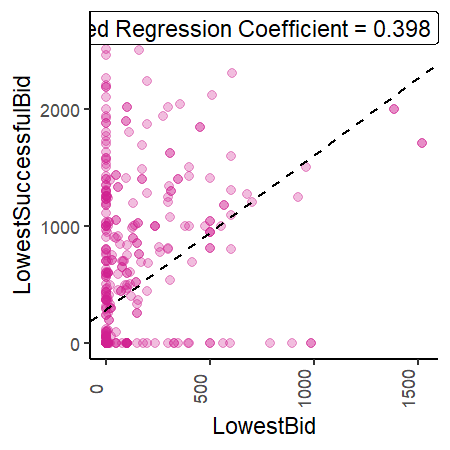 ed Regression Coefficient = 0.398
LowestSuccessfulBid
2000
1000
0
0
500
1000
1500
LowestBid